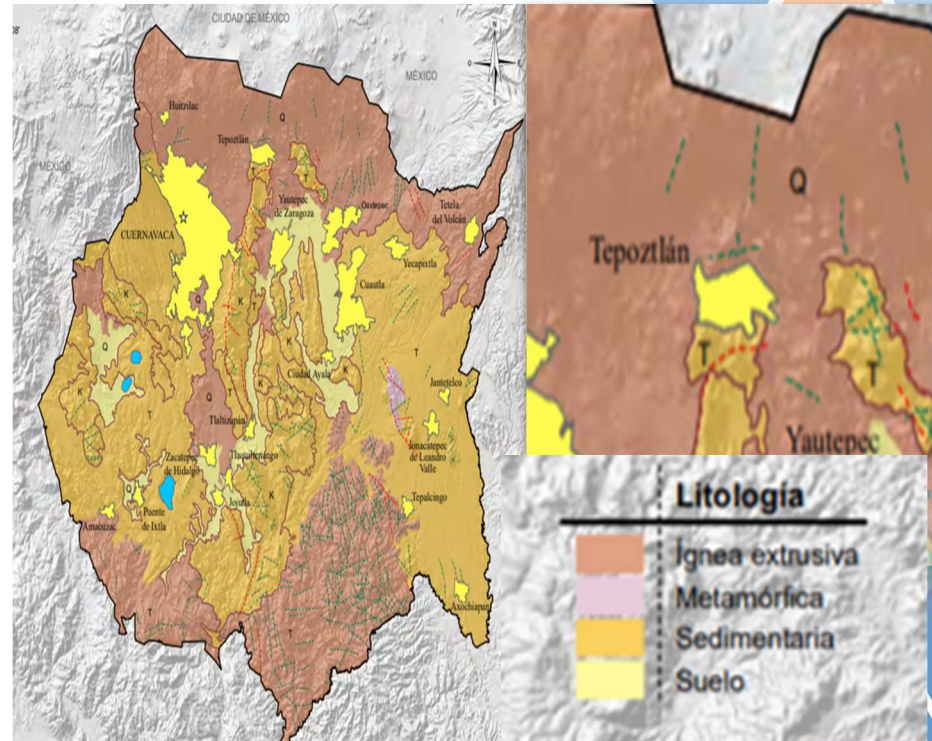 CIUDAD DE MÉXICO
08'
N
O
E
S
MÉXICO
Huitzilac
Q
Tepoztlán
MÉXICO
T
Yautepec
de Zaragoza
Oaxtepec
Tetela
del Volcán
CUERNAVACA
Yecapixtla
K
K
Cuautla
Q
Q
K
T
K
Ciudad Ayala
K
K
T
Q
Jantetelco
Tlaltizapán
T
Jonacatepec
de Leandro
Valle
Zacatepec
de Hidalgo
Tlaquiltenango
Q
K
Jojutla
Tepalcingo
Puente
de Ixtla
Amacuzac
Axochiapan
T
T
Q
Tepoztlán
T
T
Yautepec
Litología
Ígnea extrusiva
Metamórfica
Sedimentaria
Suelo